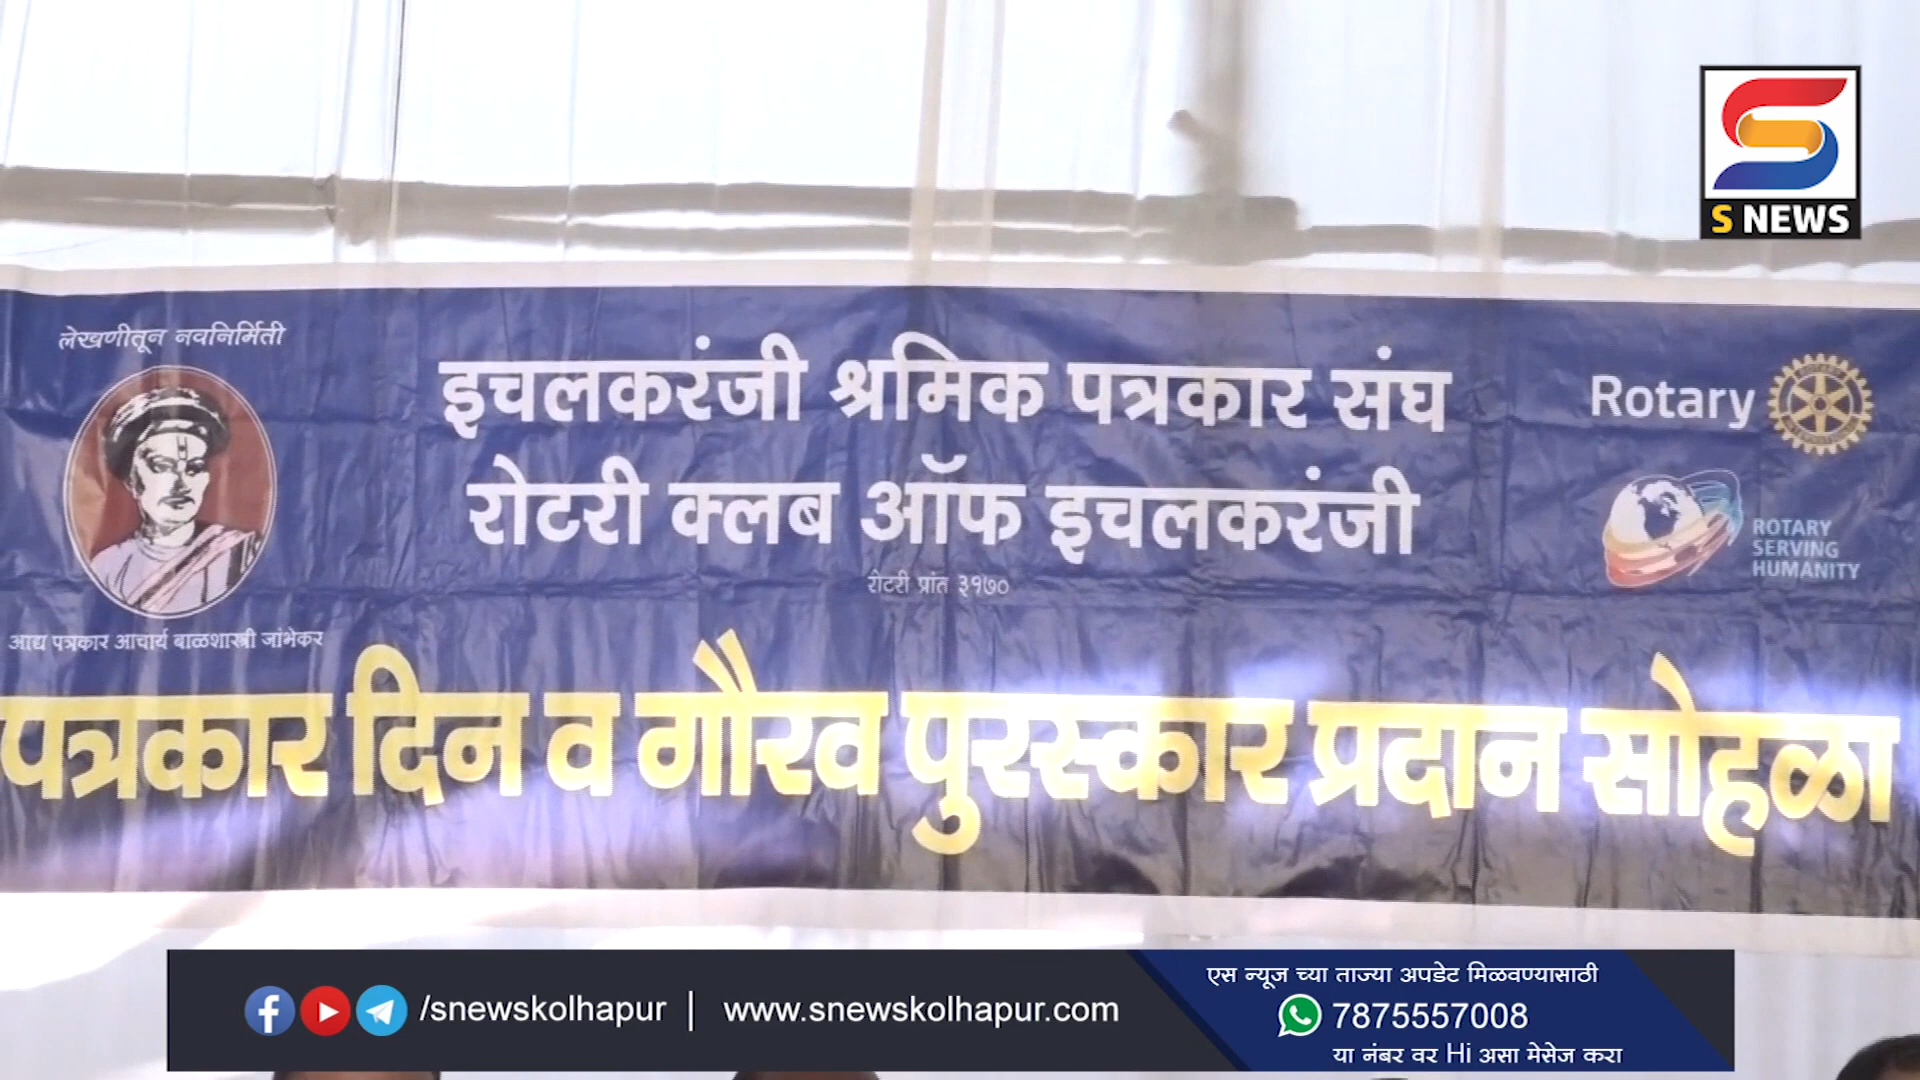 S NEWS
लेखणीतून नवनिर्मिती
इचलकरंजी श्रमिक पत्रकार संघ
Rotary
रोटरी क्लब ऑफ इचलकरंजी
ROTARY
SERVING
HUMANITY
रोटरी प्रांत ३१७०
आद्य पत्रकार आचार्य बाळशास्त्री जांभेकर
पत्रकार दिन व गौरव पुरस्कार प्रदान सोहळा
/snewskolhapur | www.snewskolhapur.com
एस न्यूज च्या ताज्या अपडेट मिळवण्यासाठी
7875557008
या नंबर वर Hi असा मेसेज करा